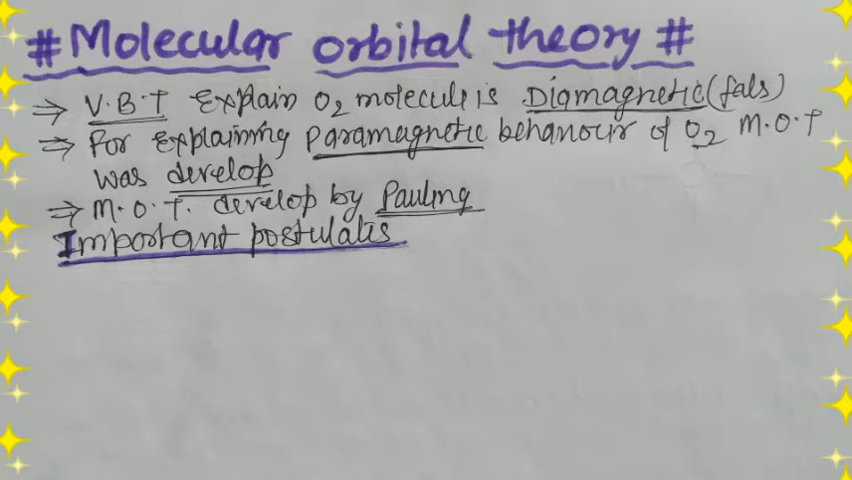 # Molecular orbital theory #
⇒ V.B.T Explain O2 molecule is Diamagnetic (fals)
⇒ For Explaining paramagnetic behaviour of O2 M.O.T
was develop
⇒ M.O.T. develop by Pauling
Important postulates